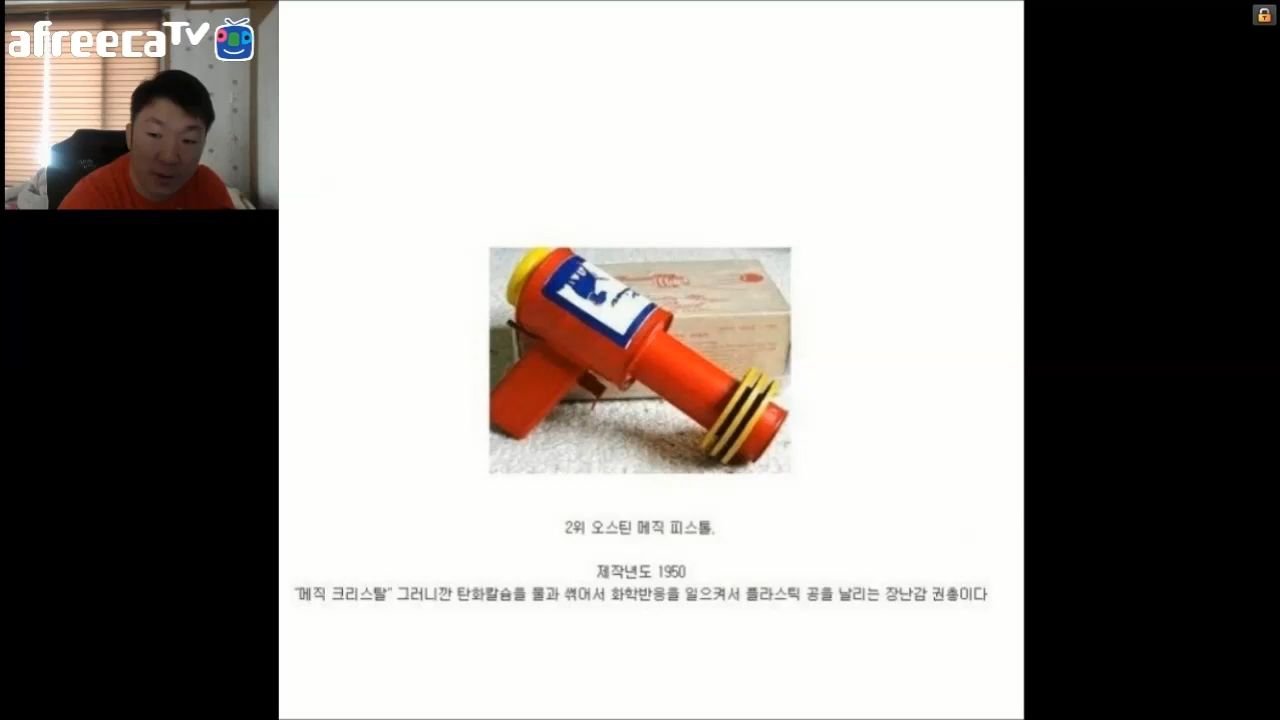 afreecaTV
2위 오스틴 메직 피스톨.
제작년도 1950
"메직 크리스탈" 그러니깐 탄화칼슘을 물과 썪어서 화학반응을 일으켜서 플라스틱 공을 날리는 장난감 권총이다